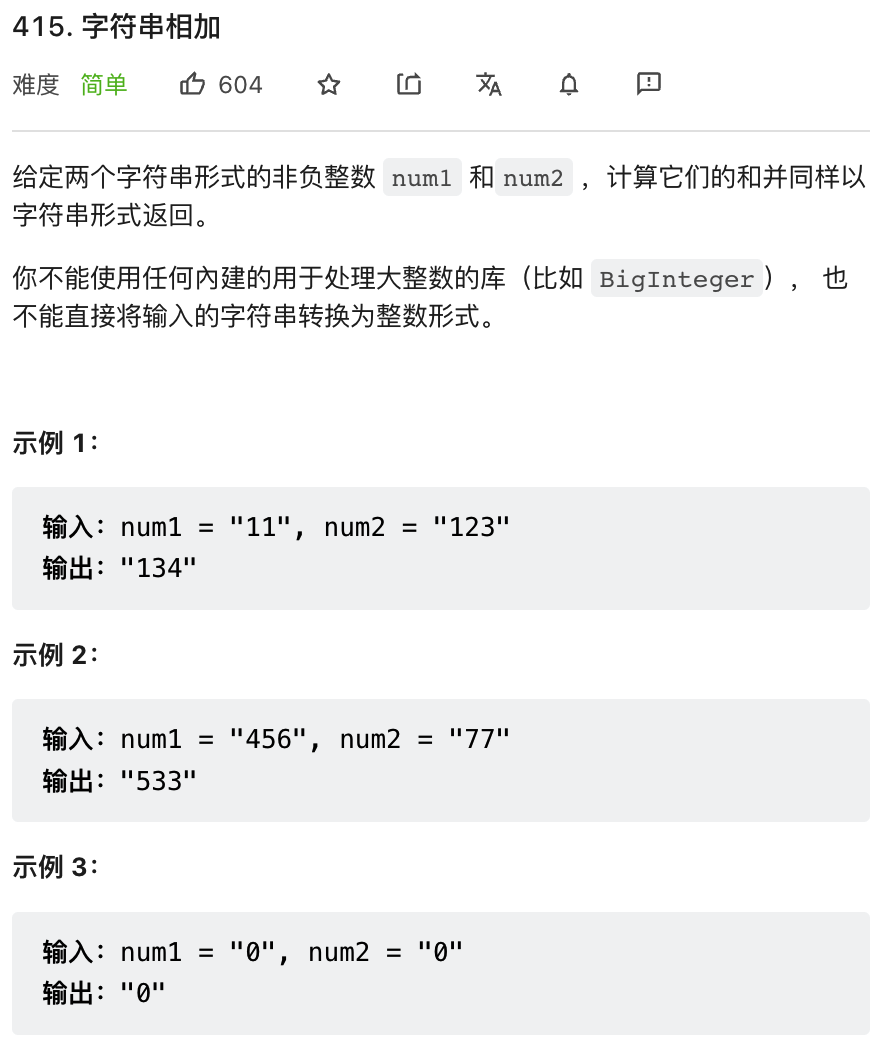 415. 字符串相加
难度 简单 604
给定两个字符串形式的非负整数 num1 和num2 ，计算它们的和并同样以
字符串形式返回。
你不能使用任何內建的用于处理大整数的库（比如 BigInteger）， 也
不能直接将输入的字符串转换为整数形式。
示例 1：
输入：num1 = "11", num2 = "123"
输出："134"
示例 2：
输入：num1 = "456", num2 = "77"
输出："533"
示例 3：
输入：num1 = "0", num2 = "0"
输出："0"